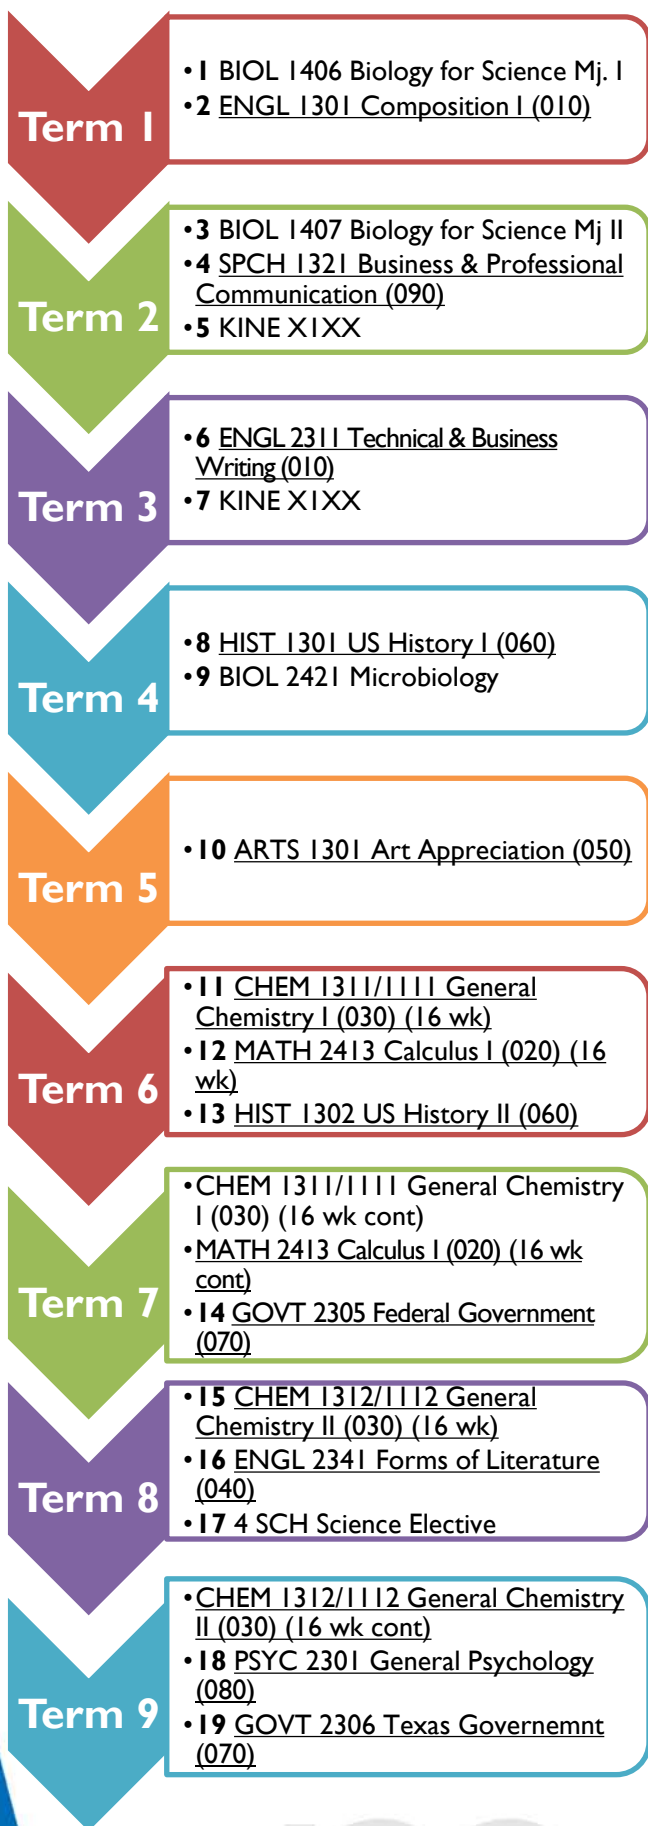 Term 1
•1 BIOL 1406 Biology for Science Mj. I
•2 ENGL 1301 Composition I (010)
Term 2
•3 BIOL 1407 Biology for Science Mj II
•4 SPCH 1321 Business & Professional
Communication (090)
•5 KINE X1XX
Term 3
•6 ENGL 2311 Technical & Business
Writing (010)
•7 KINE X1XX
Term 4
•8 HIST 1301 US History I (060)
•9 BIOL 2421 Microbiology
Term 5
•10 ARTS 1301 Art Appreciation (050)
Term 6
•11 CHEM 1311/1111 General
Chemistry I (030) (16 wk)
•12 MATH 2413 Calculus I (020) (16
wk)
•13 HIST 1302 US History II (060)
Term 7
•CHEM 1311/1111 General Chemistry
I (030) (16 wk cont)
•MATH 2413 Calculus I (020) (16 wk
cont)
•14 GOVT 2305 Federal Government
(070)
Term 8
•15 CHEM 1312/1112 General
Chemistry II (030) (16 wk)
•16 ENGL 2341 Forms of Literature
(040)
•17 4 SCH Science Elective
Term 9
•CHEM 1312/1112 General Chemistry
II (030) (16 wk cont)
•18 PSYC 2301 General Psychology
(080)
•19 GOVT 2306 Texas Governemnt
(070)